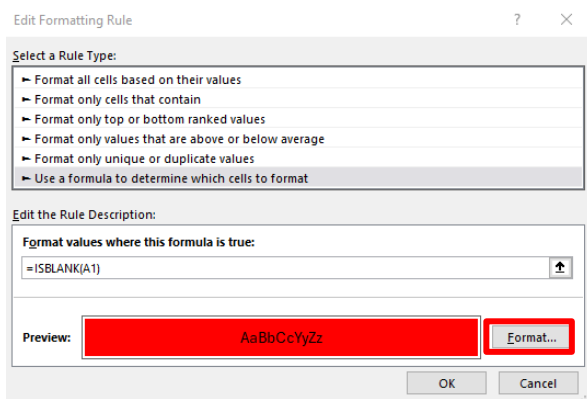 Edit Formatting Rule ? ×
Select a Rule Type:
► Format all cells based on their values
► Format only cells that contain
► Format only top or bottom ranked values
► Format only values that are above or below average
► Format only unique or duplicate values
► Use a formula to determine which cells to format
Edit the Rule Description:
Format values where this formula is true:
=ISBLANK(A1)
Preview: AaBbCcYyZz Format...
OK Cancel